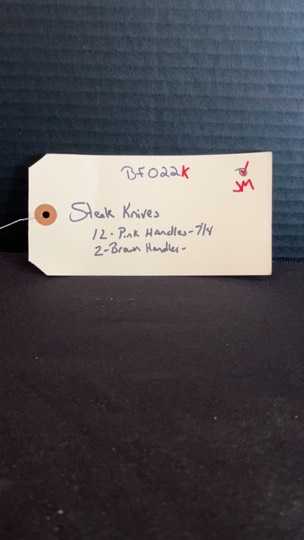 BF022K
JM
Steak Knives
12 - Pink Handles - 7/4
2 - Brown Handles -